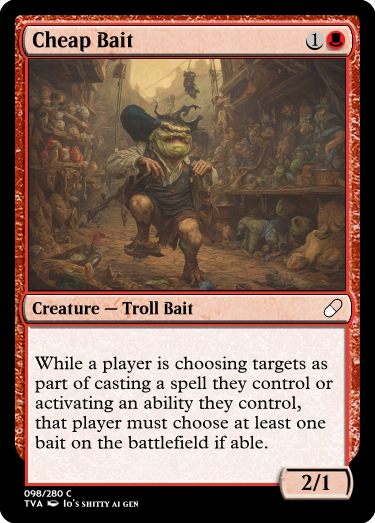 Cheap Bait 1
Creature — Troll Bait
While a player is choosing targets as
part of casting a spell they control or
activating an ability they control,
that player must choose at least one
bait on the battlefield if able.
2/1
098/280 C
TVA Io's shitty ai gen